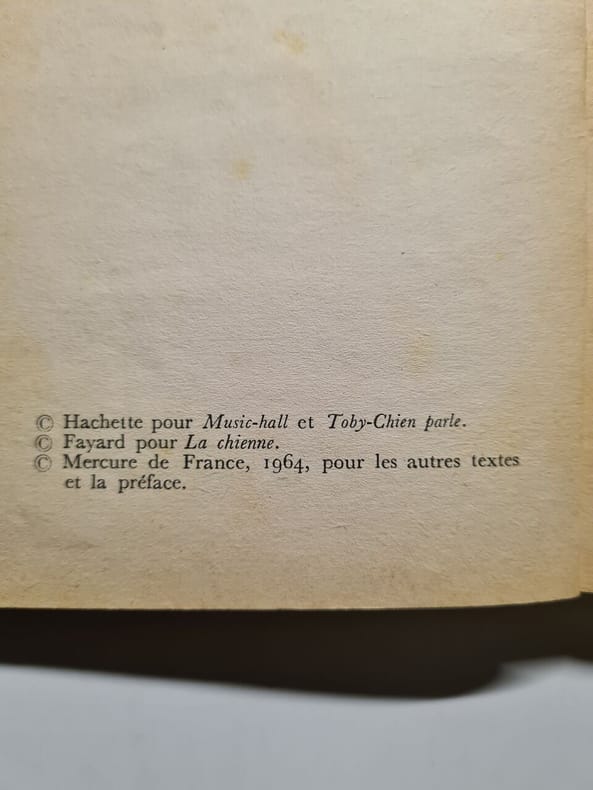 © Hachette pour Music-hall et Toby-Chien parle.
© Fayard pour La chienne.
© Mercure de France, 1964, pour les autres textes
et la préface.